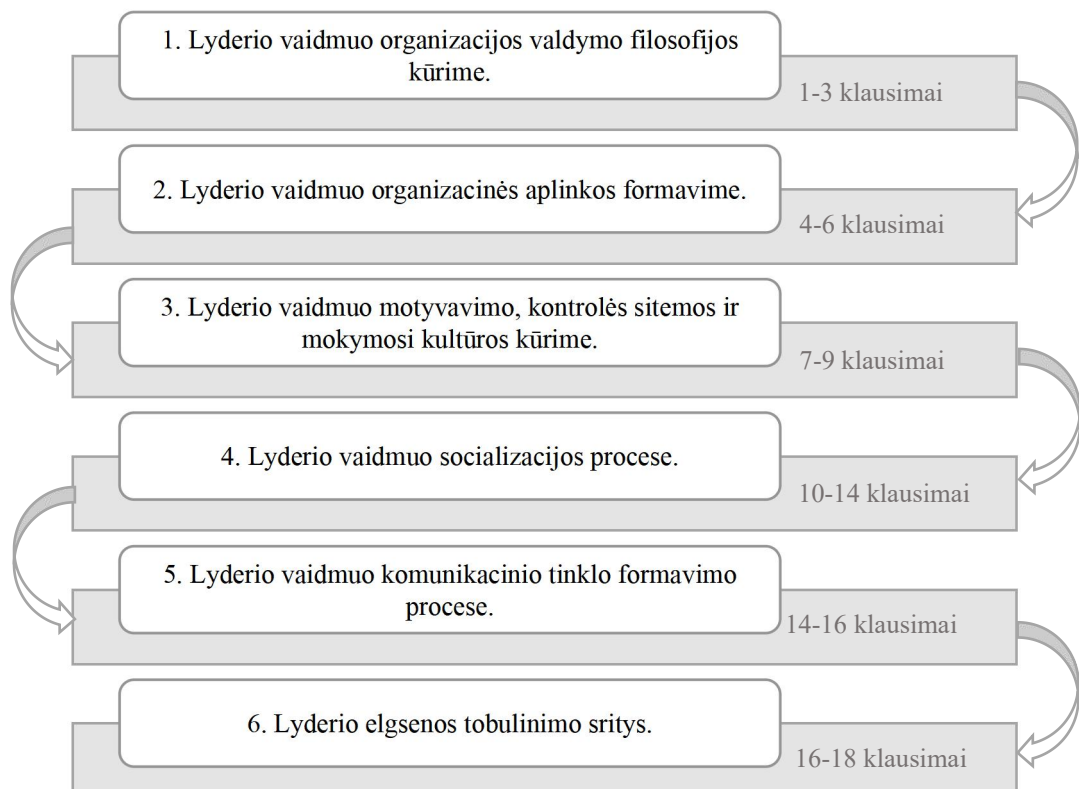 1. Lyderio vaidmuo organizacijos valdymo filosofijos
kūrime.
1-3 klausimai
2. Lyderio vaidmuo organizacinės aplinkos formavime.
4-6 klausimai
3. Lyderio vaidmuo motyvavimo, kontrolės sitemos ir
mokymosi kultūros kūrime.
7-9 klausimai
4. Lyderio vaidmuo socializacijos procese.
10-14 klausimai
5. Lyderio vaidmuo komunikacinio tinklo formavimo
procese.
14-16 klausimai
6. Lyderio elgsenos tobulinimo sritys.
16-18 klausimai